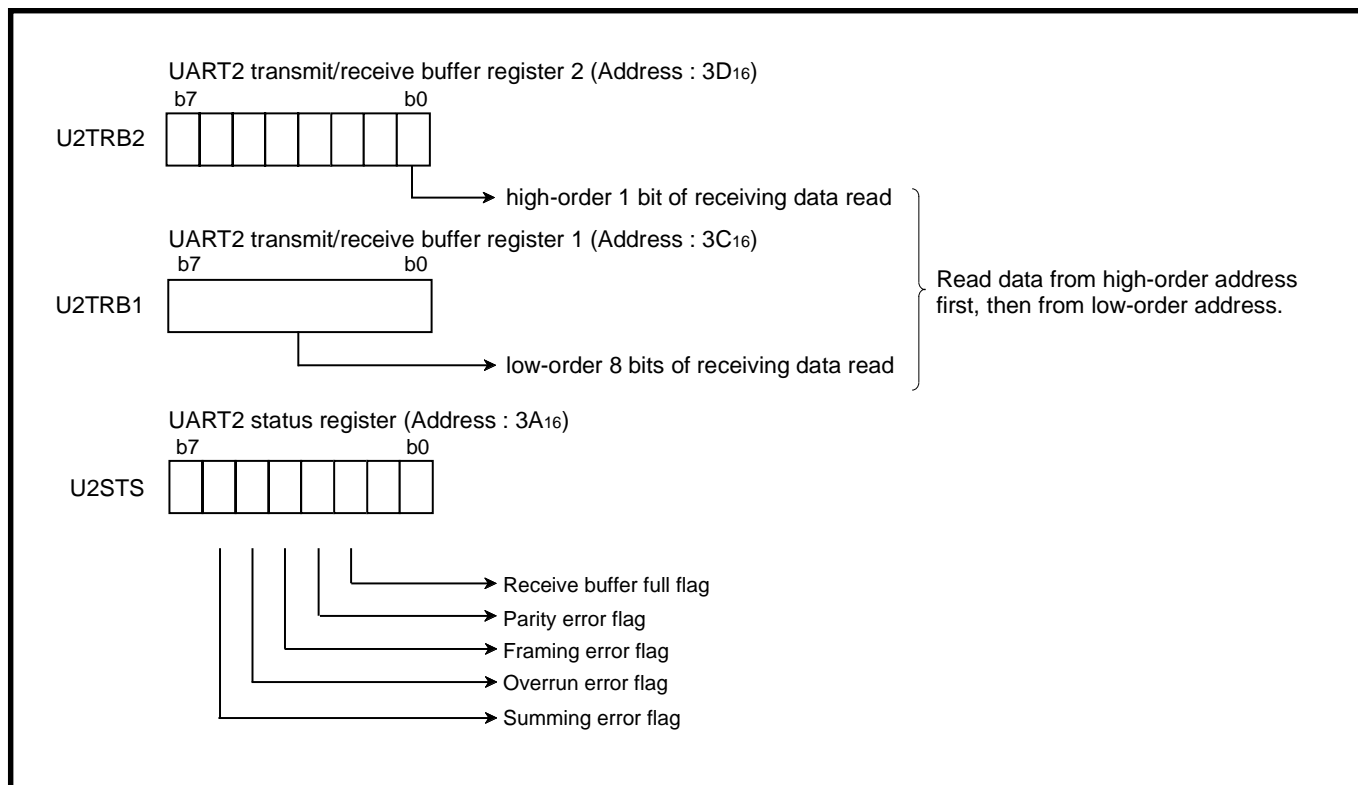 UART2 transmit/receive buffer register 2 (Address : 3D16)
b7 b0
U2TRB2
high-order 1 bit of receiving data read
UART2 transmit/receive buffer register 1 (Address : 3C16)
b7 b0
U2TRB1
Read data from high-order address
first, then from low-order address.
low-order 8 bits of receiving data read
UART2 status register (Address : 3A16)
b7 b0
U2STS
Receive buffer full flag
Parity error flag
Framing error flag
Overrun error flag
Summing error flag